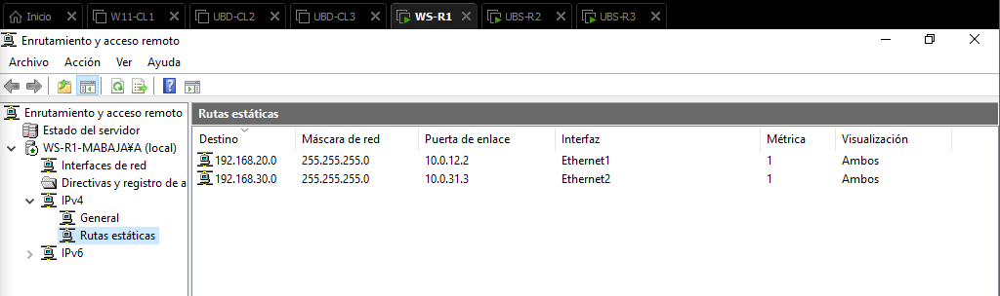 Inicio W11-CL1 UBD-CL2 UBD-CL3 WS-R1 UBS-R2 UBS-R3
Enrutamiento y acceso remoto
Archivo Acción Ver Ayuda
Enrutamiento y acceso remoto
Estado del servidor
WS-R1-MABAJA¥A (local)
Interfaces de red
Directivas y registro de a
IPv4
General
Rutas estáticas
IPv6
Rutas estáticas
Destino Máscara de red Puerta de enlace Interfaz Métrica Visualización
192.168.20.0 255.255.255.0 10.0.12.2 Ethernet1 1 Ambos
192.168.30.0 255.255.255.0 10.0.31.3 Ethernet2 1 Ambos